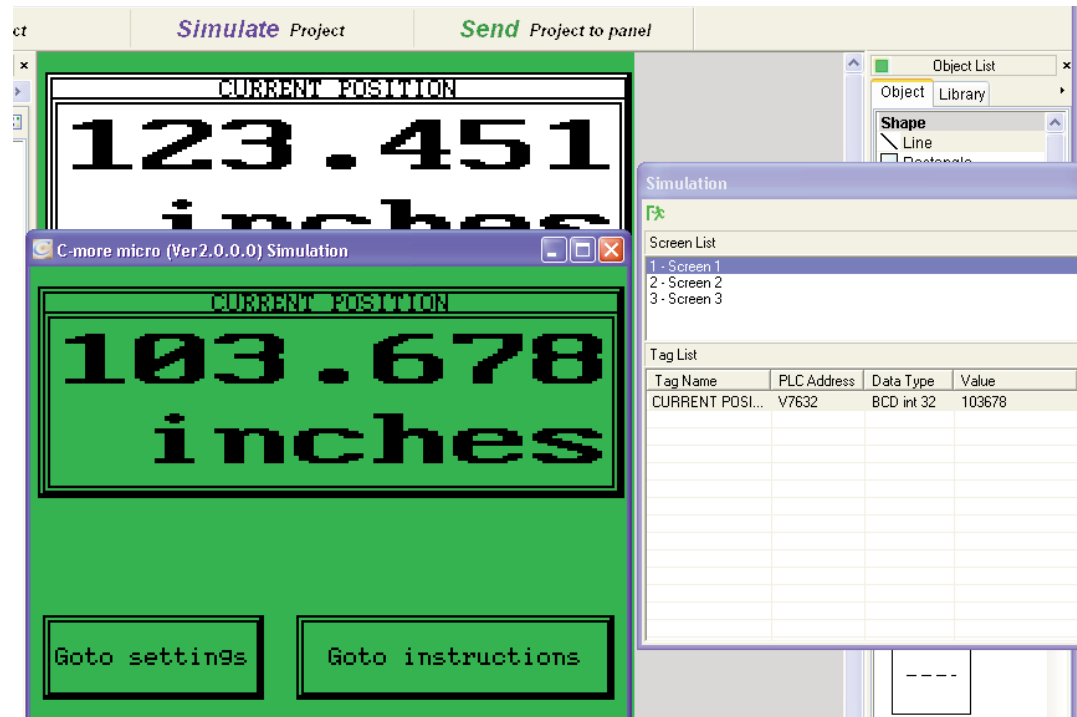 ct
Simulate Project
Send Project to panel
CURRENT POSITION
123.451
inches
Object List
Object Library
Shape
Line
Rectangle
C-more micro (Ver2.0.0.0) Simulation
CURRENT POSITION
103.678
inches
Goto settings
Goto instructions
Simulation
Screen List
1 - Screen 1
2 - Screen 2
3 - Screen 3
Tag List
Tag Name PLC Address Data Type Value
CURRENT POSI... V7632 BCD int 32 103678